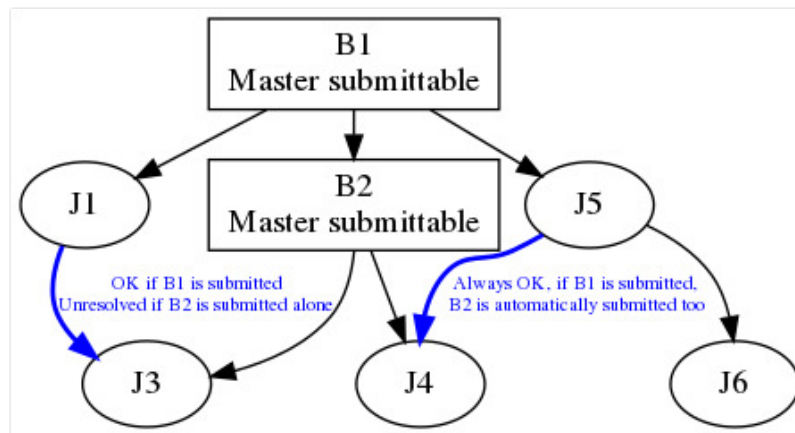 B1
Master submittable
J1
B2
Master submittable
J5
OK if B1 is submitted
Unresolved if B2 is submitted alone
Always OK, if B1 is submitted,
B2 is automatically submitted too
J3
J4
J6